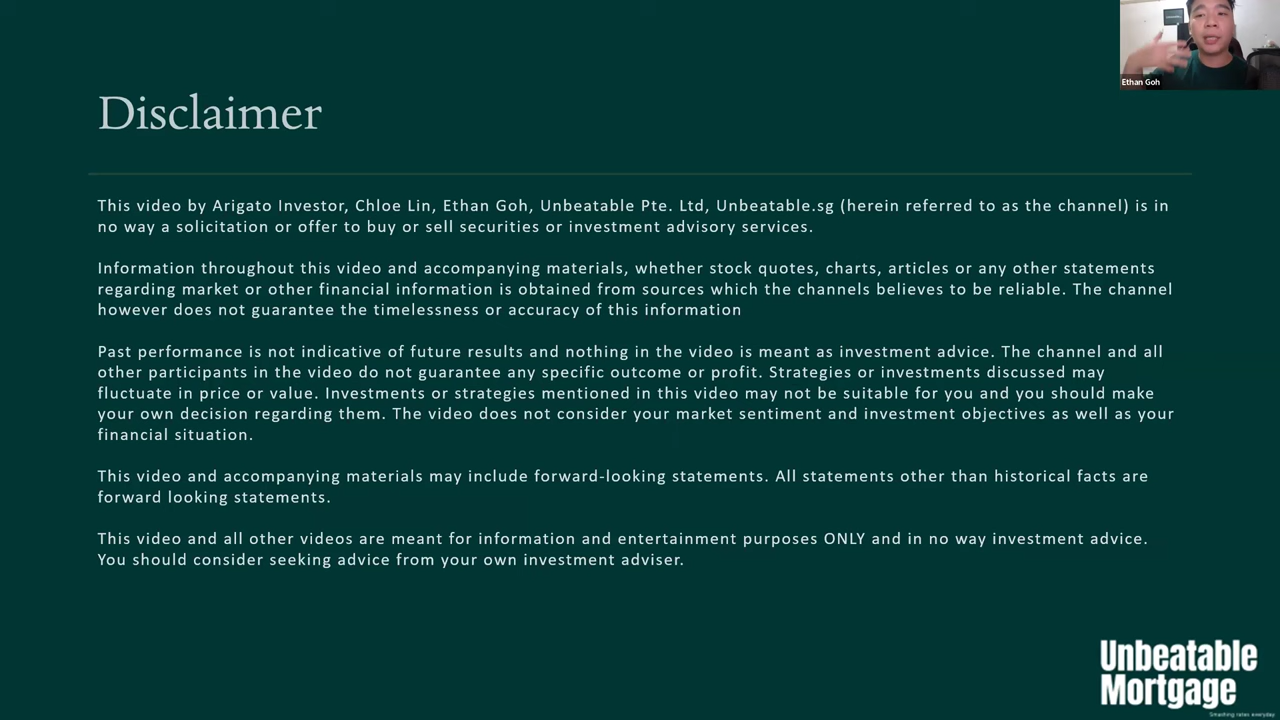 Ethan Goh
Disclaimer
This video by Arigato Investor, Chloe Lin, Ethan Goh, Unbeatable Pte. Ltd, Unbeatable.sg (herein referred to as the channel) is in
no way a solicitation or offer to buy or sell securities or investment advisory services.
Information throughout this video and accompanying materials, whether stock quotes, charts, articles or any other statements
regarding market or other financial information is obtained from sources which the channels believes to be reliable. The channel
however does not guarantee the timelessness or accuracy of this information
Past performance is not indicative of future results and nothing in the video is meant as investment advice. The channel and all
other participants in the video do not guarantee any specific outcome or profit. Strategies or investments discussed may
fluctuate in price or value. Investments or strategies mentioned in this video may not be suitable for you and you should make
your own decision regarding them. The video does not consider your market sentiment and investment objectives as well as your
financial situation.
This video and accompanying materials may include forward-looking statements. All statements other than historical facts are
forward looking statements.
This video and all other videos are meant for information and entertainment purposes ONLY and in no way investment advice.
You should consider seeking advice from your own investment adviser.
Unbeatable
Mortgage
Smashing rates everyday